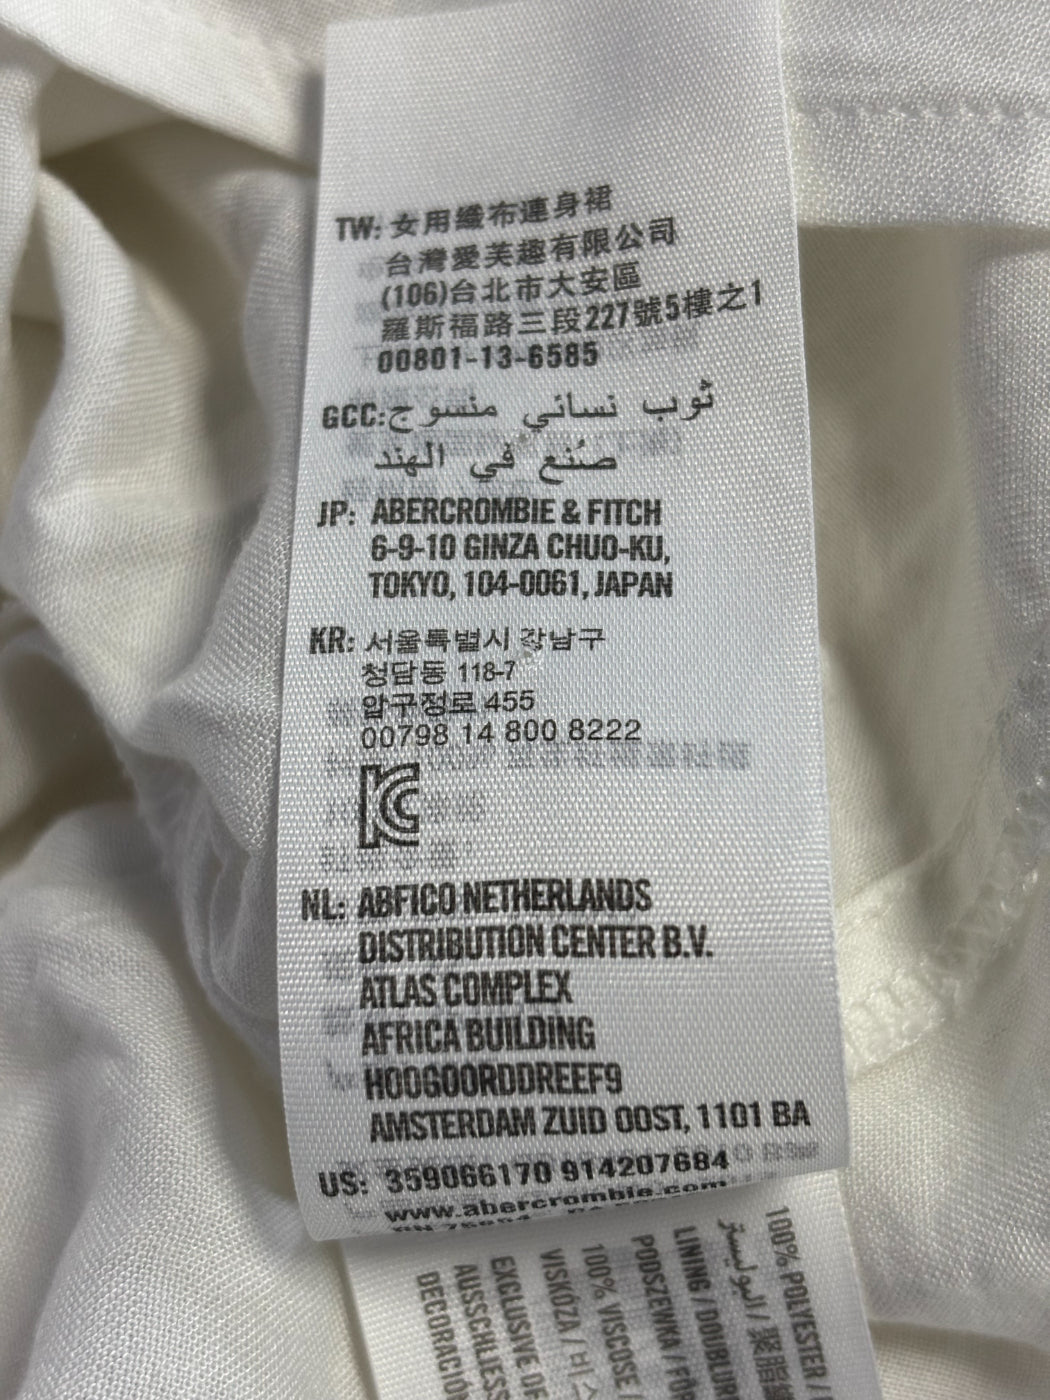 TW: 女用織布連身裙
台灣愛芙趣有限公司
(106)台北市大安區
羅斯福路三段227號5樓之1
00801-13-6585
GCC: ثوب نسائي منسوج
صُنع في الهند
JP: ABERCROMBIE & FITCH
6-9-10 GINZA CHUO-KU,
TOKYO, 104-0061, JAPAN
KR: 서울특별시 강남구
청담동 118-7
압구정로 455
00798 14 800 8222
NL: ABFICO NETHERLANDS
DISTRIBUTION CENTER B.V.
ATLAS COMPLEX
AFRICA BUILDING
HOOGOORDDREEF9
AMSTERDAM ZUID OOST, 1101 BA
US: 359066170 914207684
www.abercrombie.com
100% POLYESTER /
البوليستر / 聚酯
LINING / DOUBLUR
PODSZEWKA /
100% VISCOSE /
VISKÓZA /
EXCLUSIVE OF
AUSSCHLIESS
DECORACIÓ